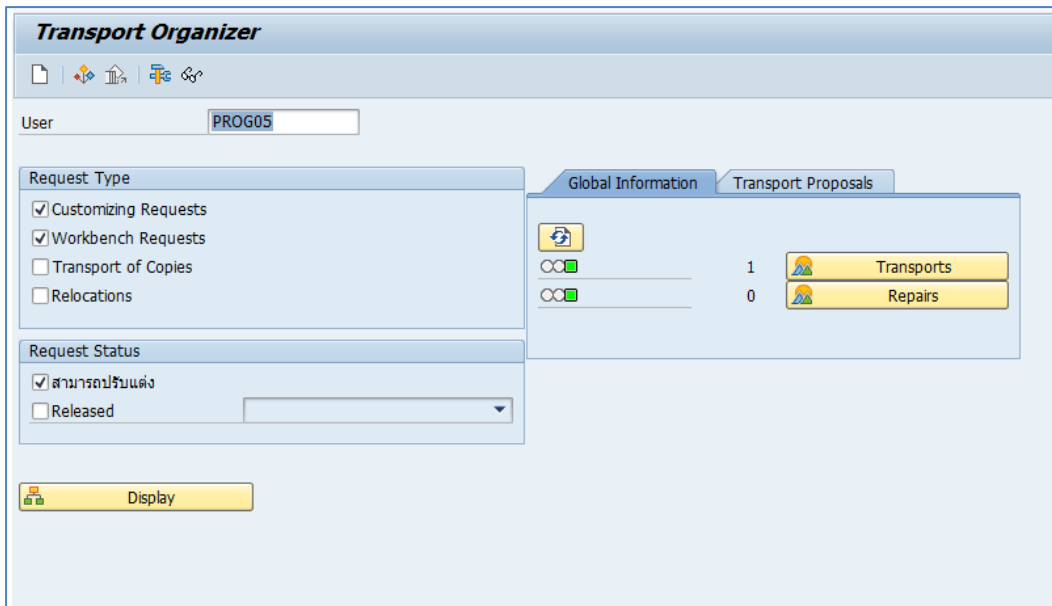 Transport Organizer
User PROG05
Request Type
Customizing Requests
Workbench Requests
Transport of Copies
Relocations
Request Status
สามารถปรับแต่ง
Released
Display
Global Information Transport Proposals
1 Transports
0 Repairs